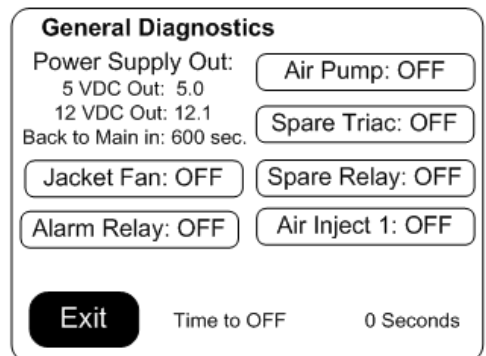 General Diagnostics
Power Supply Out:
5 VDC Out: 5.0
12 VDC Out: 12.1
Back to Main in: 600 sec.
Air Pump: OFF
Spare Triac: OFF
Jacket Fan: OFF
Spare Relay: OFF
Alarm Relay: OFF
Air Inject 1: OFF
Exit
Time to OFF 0 Seconds